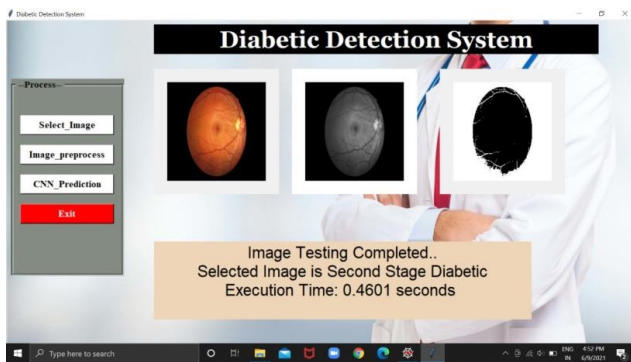 Diabetic Detection System
Diabetic Detection System
--Process--
Select_Image
Image_preprocess
CNN_Prediction
Exit
Image Testing Completed..
Selected Image is Second Stage Diabetic
Execution Time: 0.4601 seconds
Type here to search
ENG
IN
4:52 PM
6/9/2021